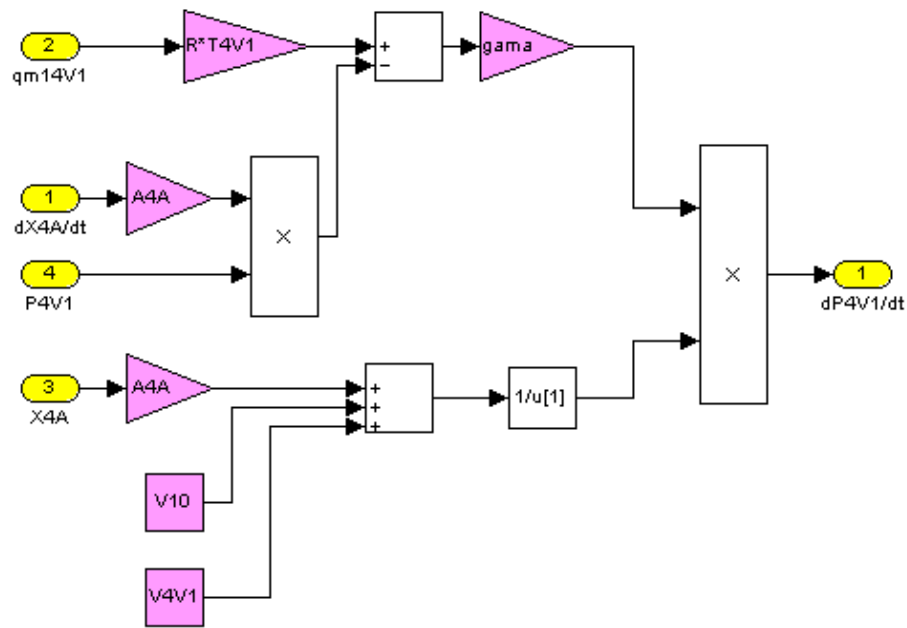 2
qm14V1
R*T4V1
+
−
gama
1
dX4A/dt
A4A
×
4
P4V1
×
1
dP4V1/dt
3
X4A
A4A
+
+
+
1/u[1]
V10
V4V1